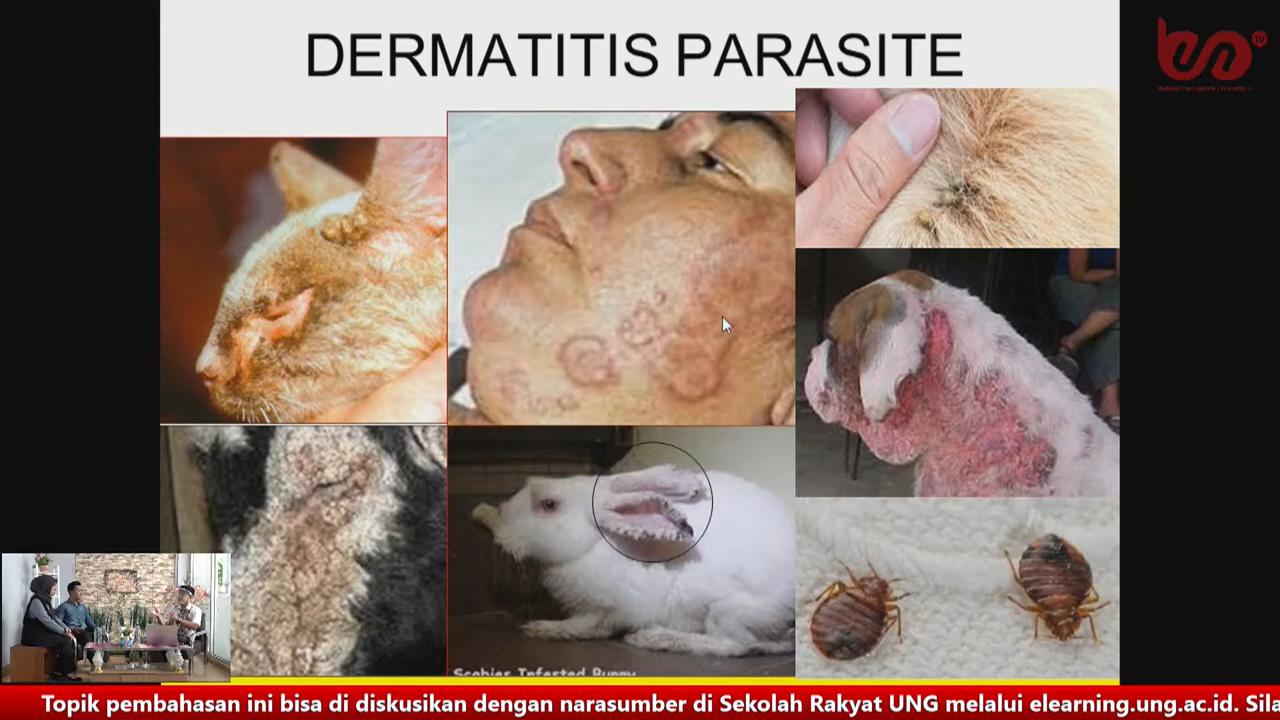 DERMATITIS PARASITE
TV
Scabies Infested Bunny
Topik pembahasan ini bisa di diskusikan dengan narasumber di Sekolah Rakyat UNG melalui elearning.ung.ac.id. Sila